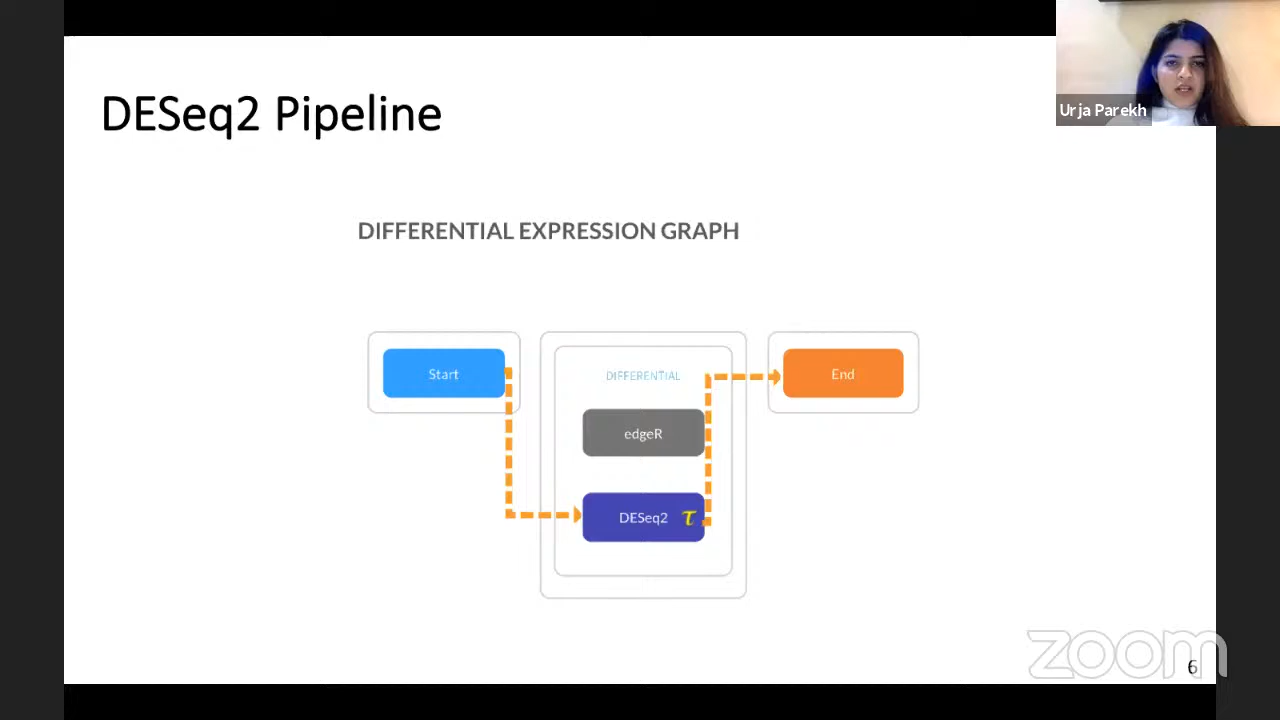 DESeq2 Pipeline
Urja Parekh
DIFFERENTIAL EXPRESSION GRAPH
Start
DIFFERENTIAL
End
edgeR
DESeq2 τ
zoom
6